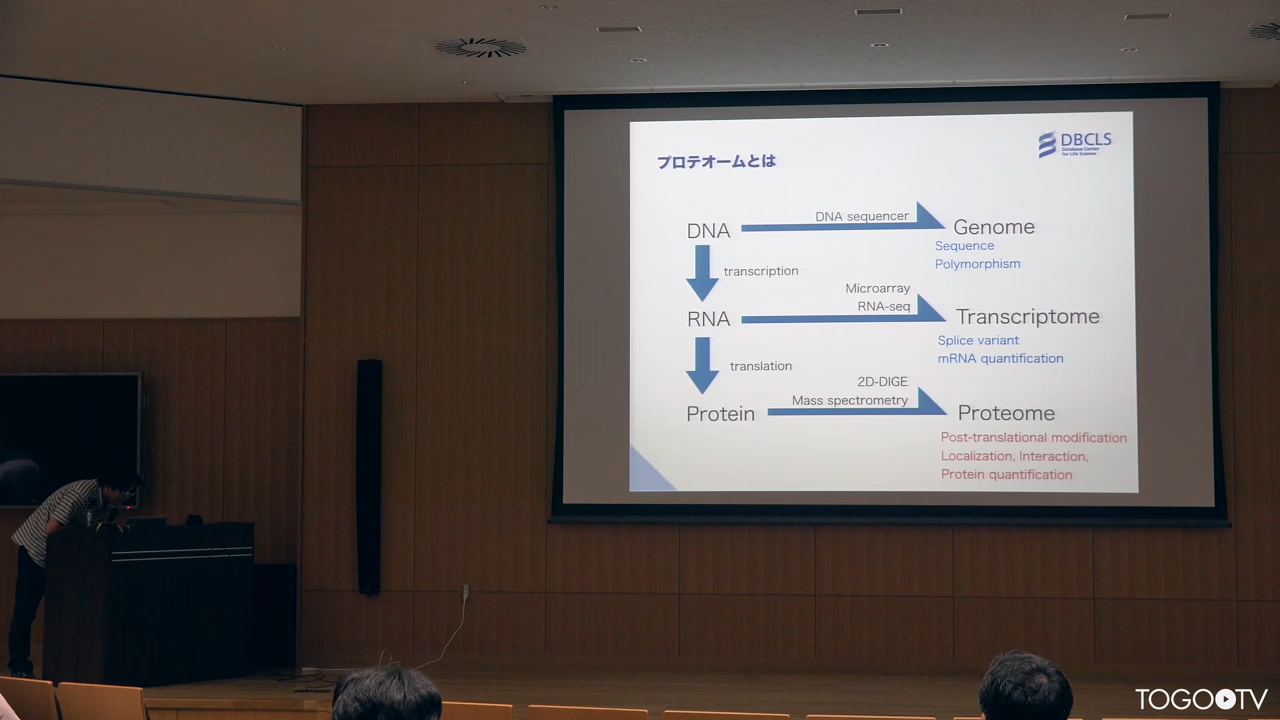 プロテオームとは
DBCLS
Database Center
for Life Science
DNA
DNA sequencer
Genome
Sequence
Polymorphism
transcription
Microarray
RNA-seq
RNA
Transcriptome
Splice variant
mRNA quantification
translation
2D-DIGE
Mass spectrometry
Protein
Proteome
Post-translational modification
Localization, Interaction,
Protein quantification
TOGO TV